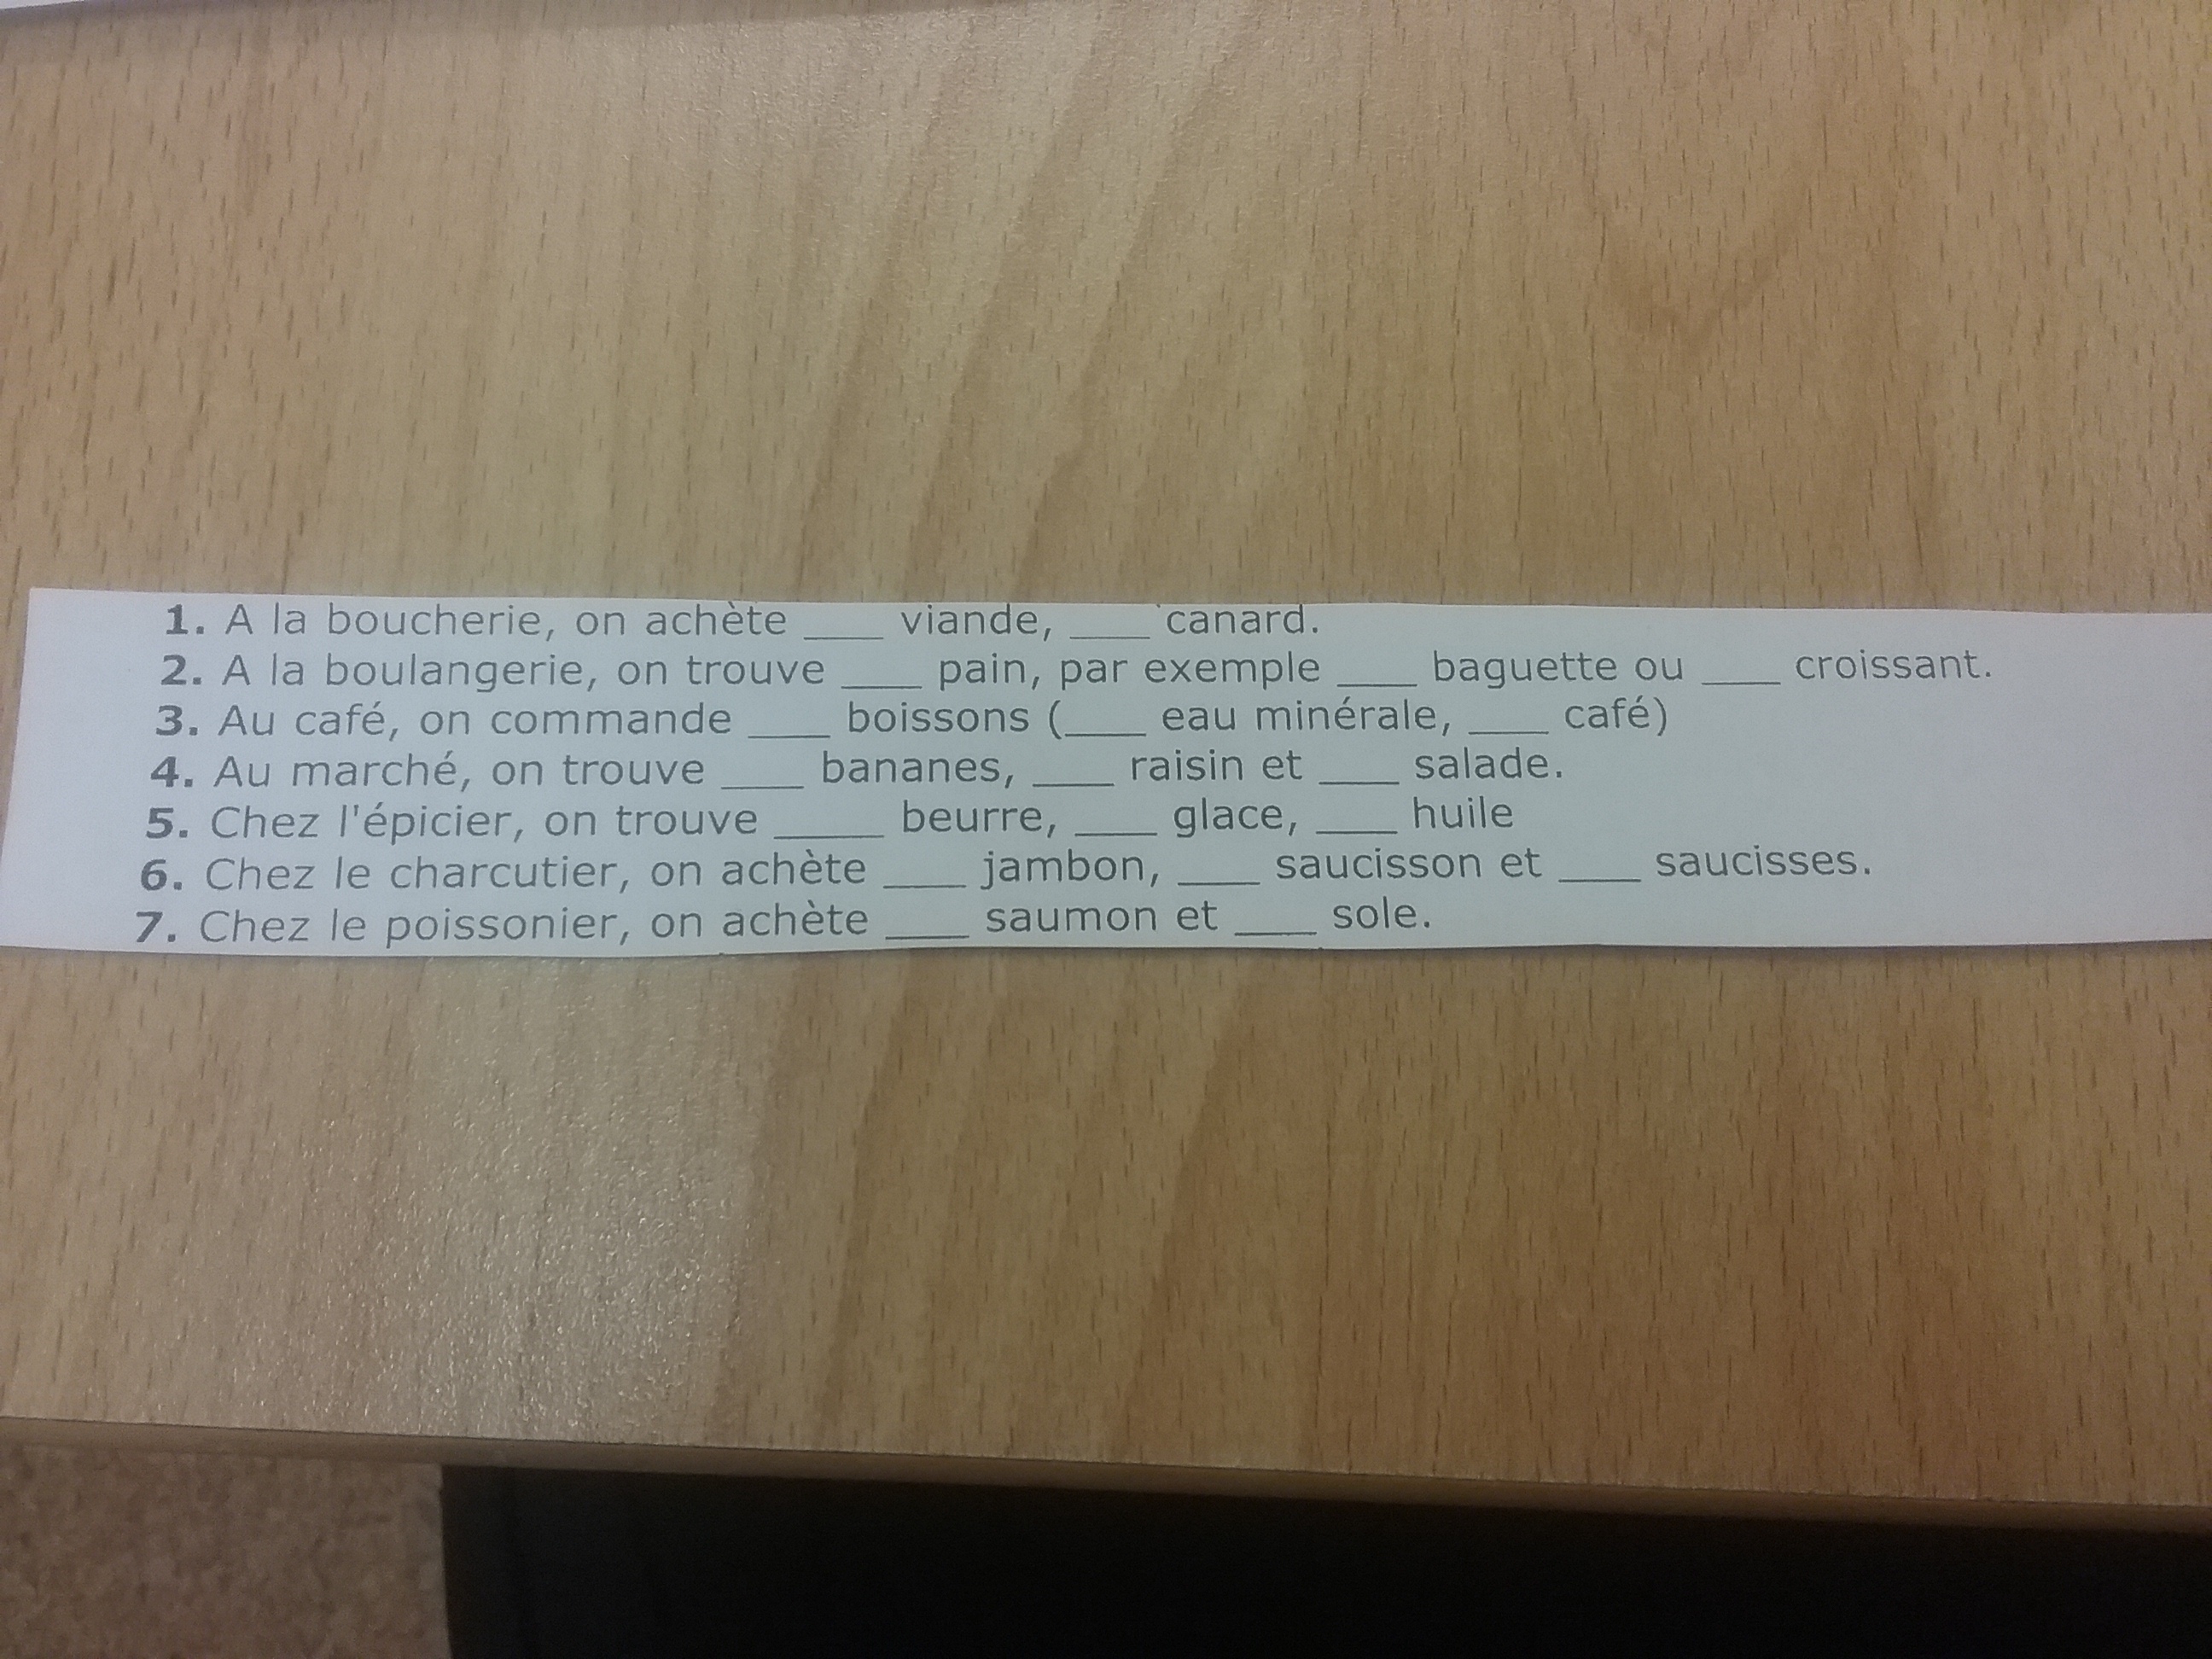 1. A la boucherie, on achète ____ viande, ____ canard.
2. A la boulangerie, on trouve ____ pain, par exemple ____ baguette ou ____ croissant.
3. Au café, on commande ____ boissons (____ eau minérale, ____ café)
4. Au marché, on trouve ____ bananes, ____ raisin et ____ salade.
5. Chez l'épicier, on trouve _____ beurre, ____ glace, ____ huile
6. Chez le charcutier, on achète ____ jambon, ____ saucisson et ____ saucisses.
7. Chez le poissonier, on achète ____ saumon et ____ sole.